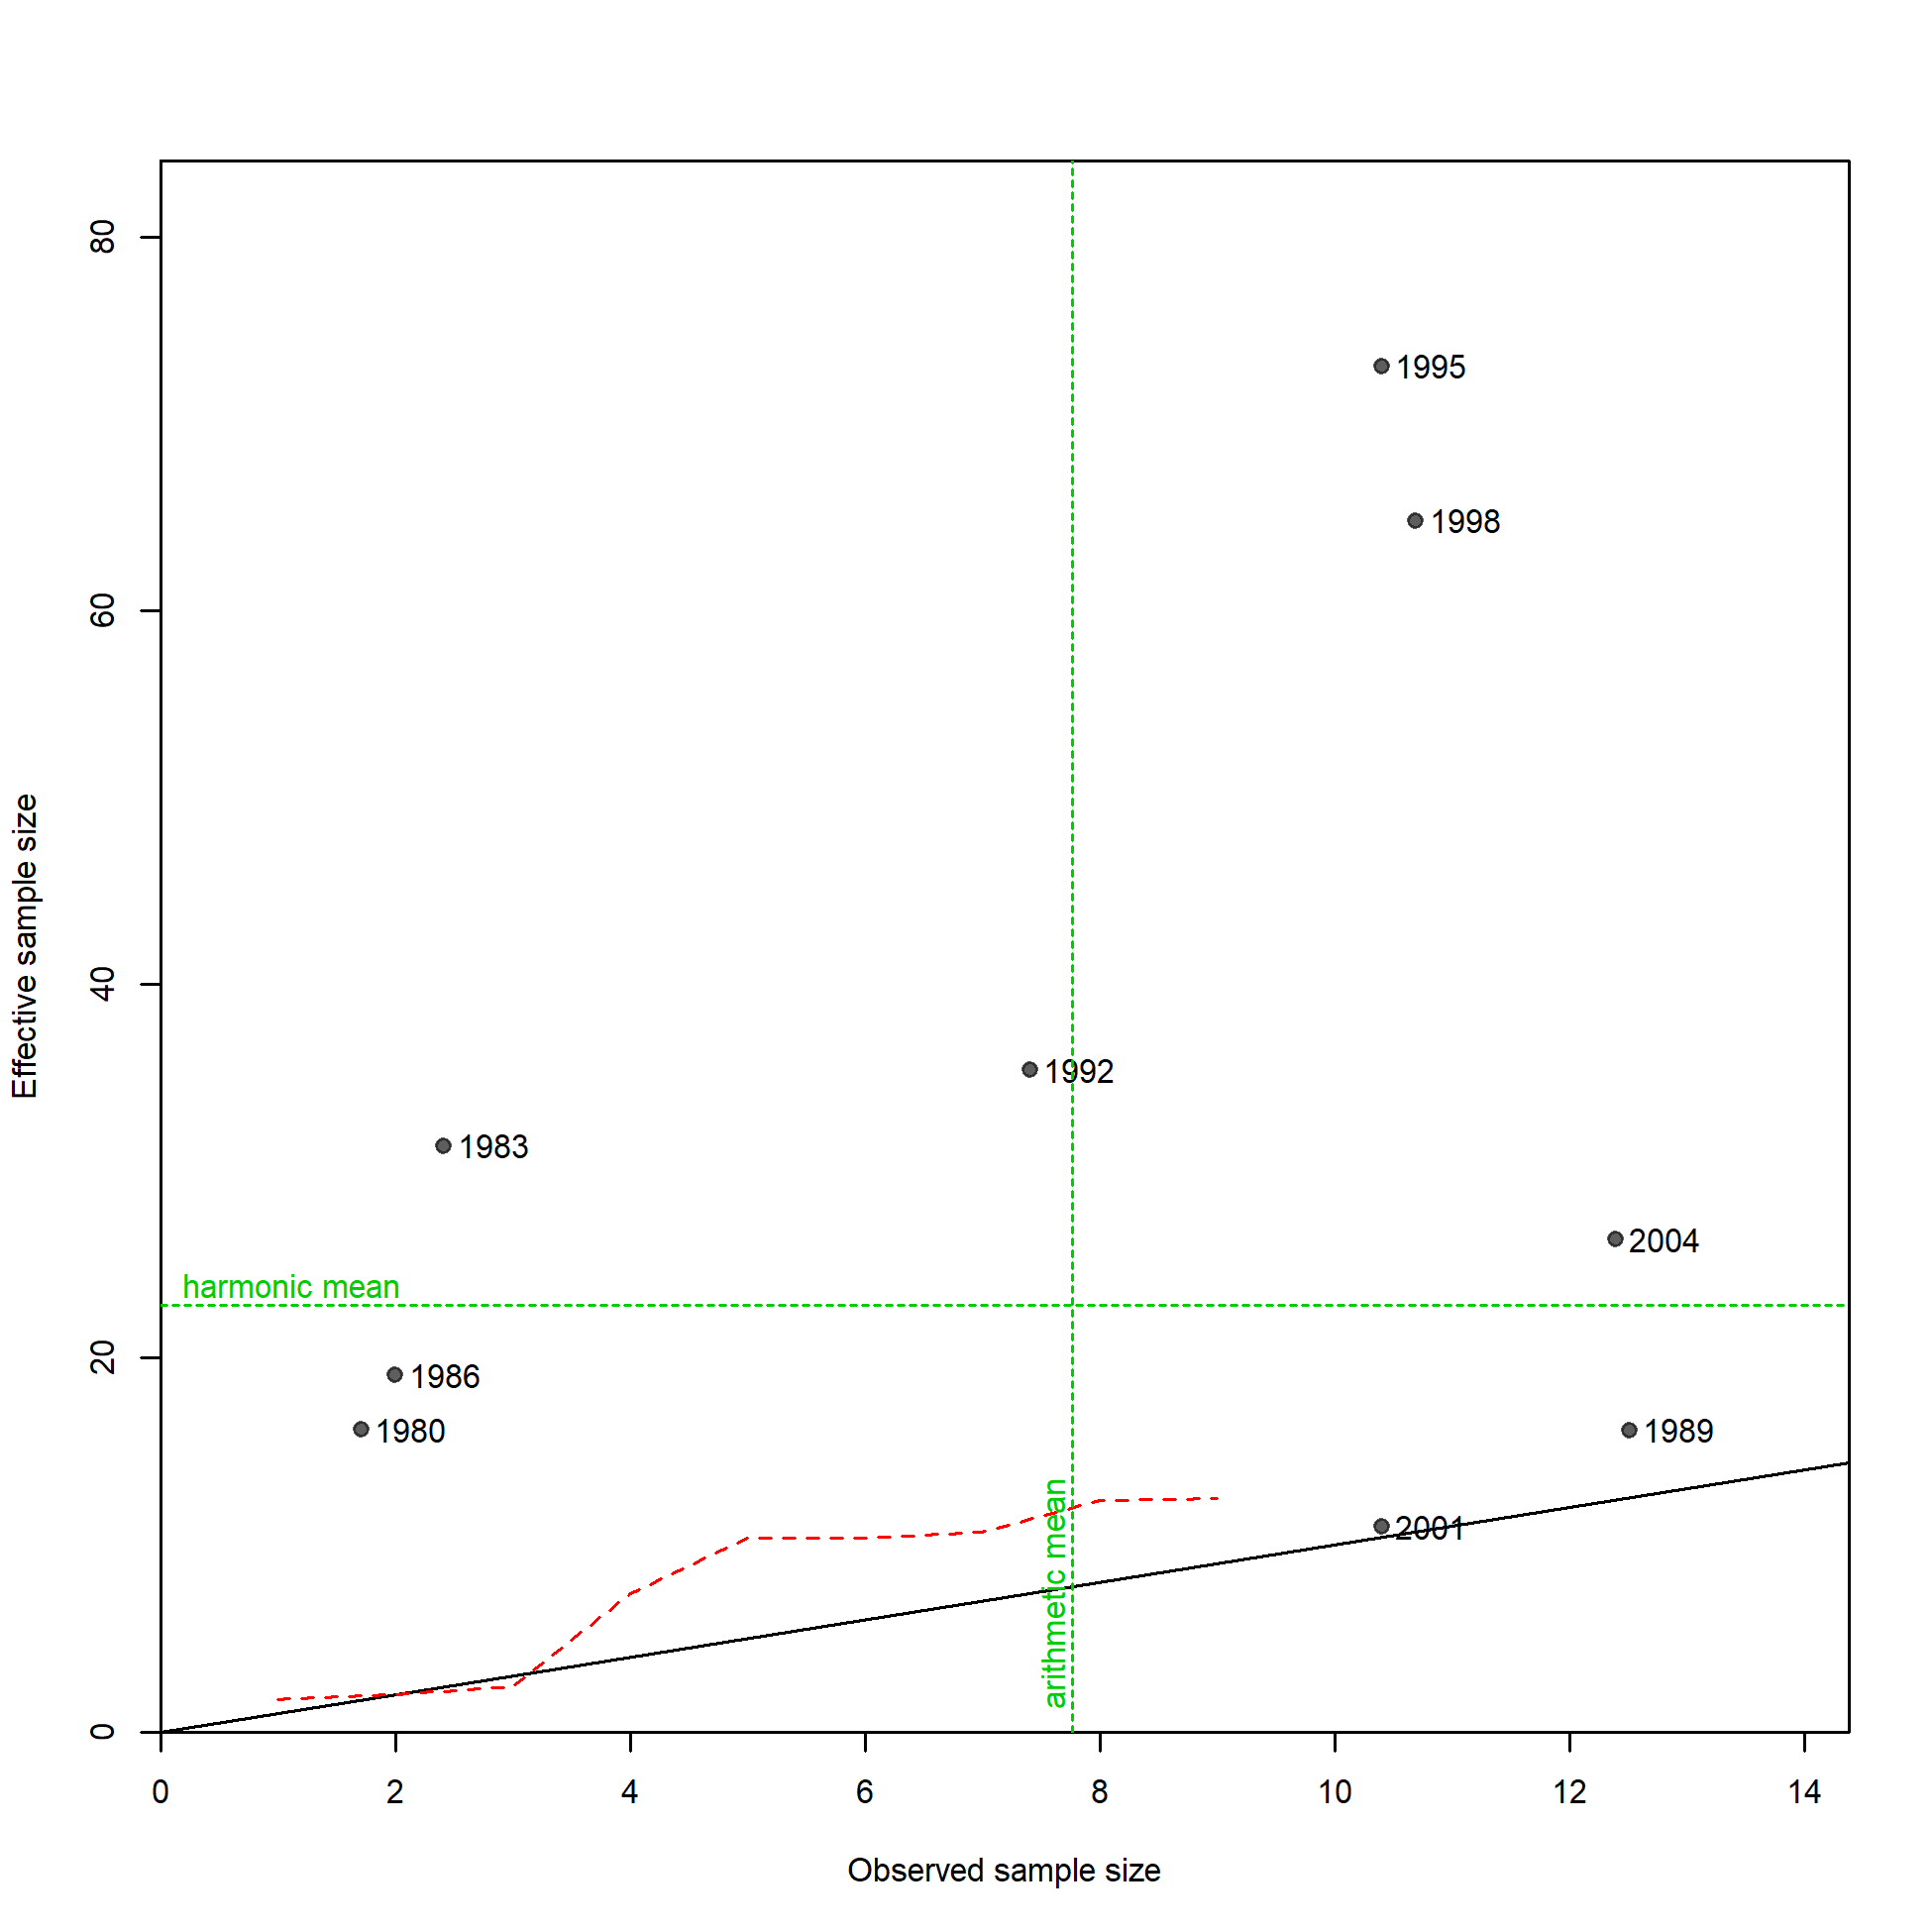 80
60
40
20
0
Effective sample size
1995
1998
1992
1983
2004
harmonic mean
1986
1980
1989
2001
arithmetic mean
0 2 4 6 8 10 12 14
Observed sample size